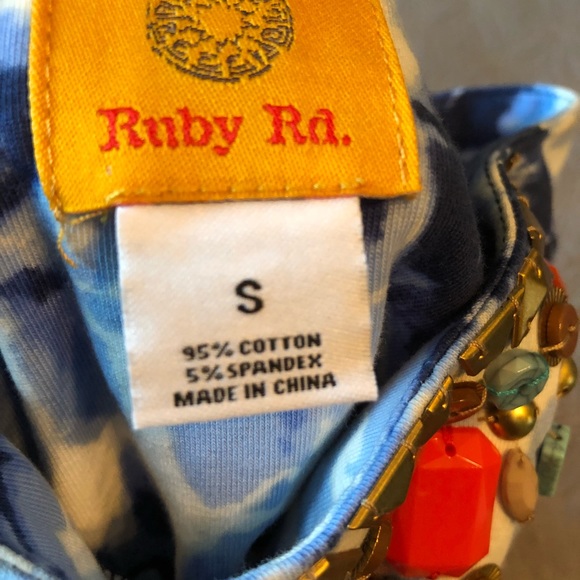 Ruby Rd.
S
95% COTTON
5% SPANDEX
MADE IN CHINA